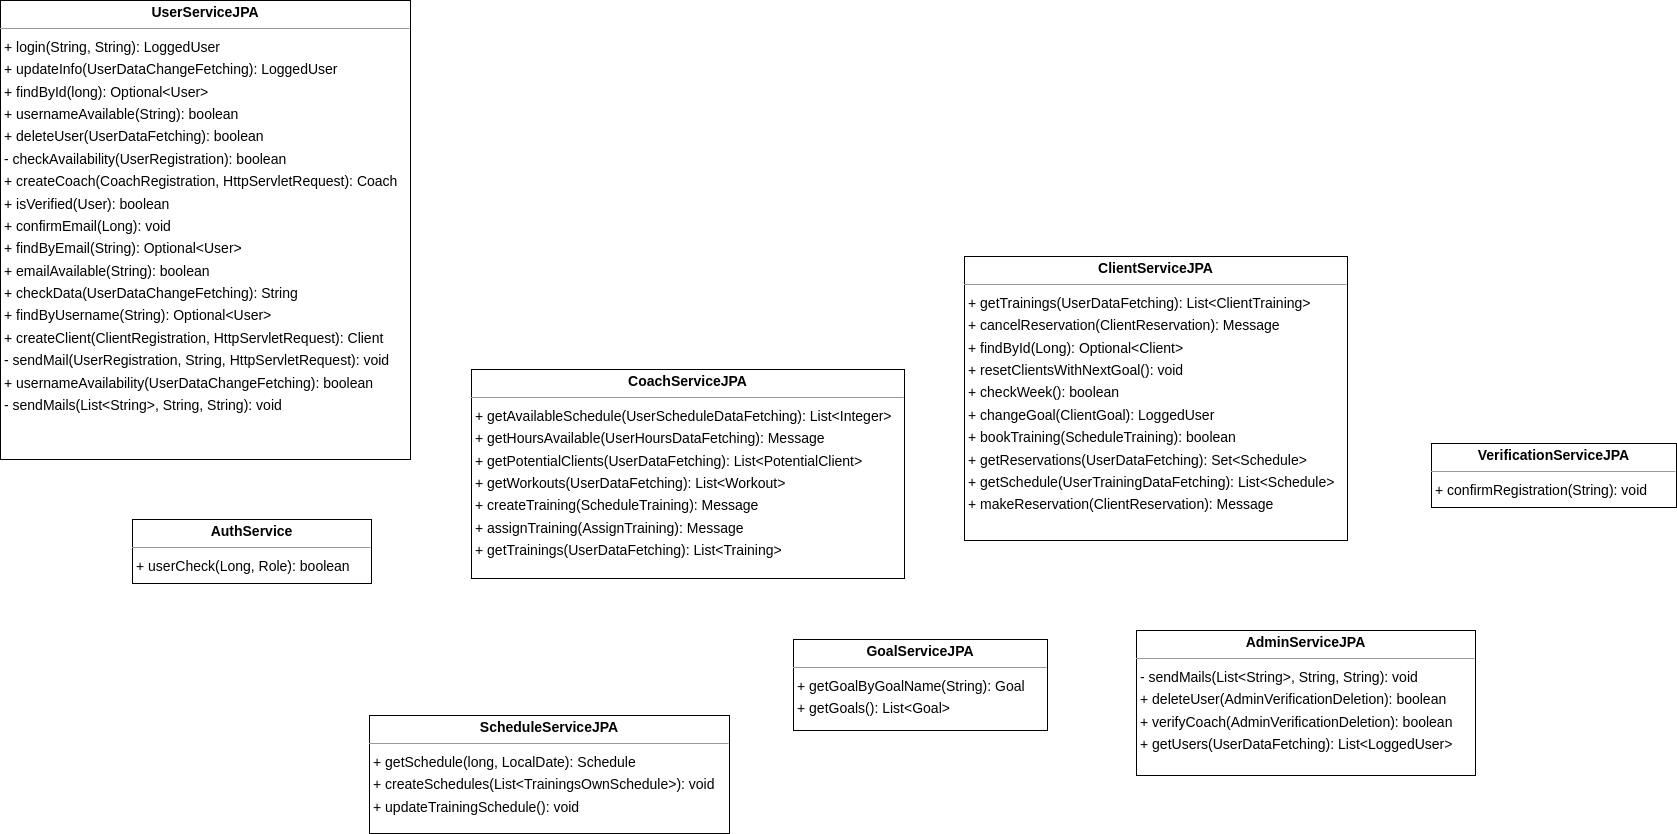 UserServiceJPA
+ login(String, String): LoggedUser
+ updateInfo(UserDataChangeFetching): LoggedUser
+ findById(long): Optional<User>
+ usernameAvailable(String): boolean
+ deleteUser(UserDataFetching): boolean
- checkAvailability(UserRegistration): boolean
+ createCoach(CoachRegistration, HttpServletRequest): Coach
+ isVerified(User): boolean
+ confirmEmail(Long): void
+ findByEmail(String): Optional<User>
+ emailAvailable(String): boolean
+ checkData(UserDataChangeFetching): String
+ findByUsername(String): Optional<User>
+ createClient(ClientRegistration, HttpServletRequest): Client
- sendMail(UserRegistration, String, HttpServletRequest): void
+ usernameAvailability(UserDataChangeFetching): boolean
- sendMails(List<String>, String, String): void
ClientServiceJPA
+ getTrainings(UserDataFetching): List<ClientTraining>
+ cancelReservation(ClientReservation): Message
+ findById(Long): Optional<Client>
+ resetClientsWithNextGoal(): void
+ checkWeek(): boolean
+ changeGoal(ClientGoal): LoggedUser
+ bookTraining(ScheduleTraining): boolean
+ getReservations(UserDataFetching): Set<Schedule>
+ getSchedule(UserTrainingDataFetching): List<Schedule>
+ makeReservation(ClientReservation): Message
CoachServiceJPA
+ getAvailableSchedule(UserScheduleDataFetching): List<Integer>
+ getHoursAvailable(UserHoursDataFetching): Message
+ getPotentialClients(UserDataFetching): List<PotentialClient>
+ getWorkouts(UserDataFetching): List<Workout>
+ createTraining(ScheduleTraining): Message
+ assignTraining(AssignTraining): Message
+ getTrainings(UserDataFetching): List<Training>
VerificationServiceJPA
+ confirmRegistration(String): void
AuthService
+ userCheck(Long, Role): boolean
GoalServiceJPA
+ getGoalByGoalName(String): Goal
+ getGoals(): List<Goal>
AdminServiceJPA
- sendMails(List<String>, String, String): void
+ deleteUser(AdminVerificationDeletion): boolean
+ verifyCoach(AdminVerificationDeletion): boolean
+ getUsers(UserDataFetching): List<LoggedUser>
ScheduleServiceJPA
+ getSchedule(long, LocalDate): Schedule
+ createSchedules(List<TrainingsOwnSchedule>): void
+ updateTrainingSchedule(): void